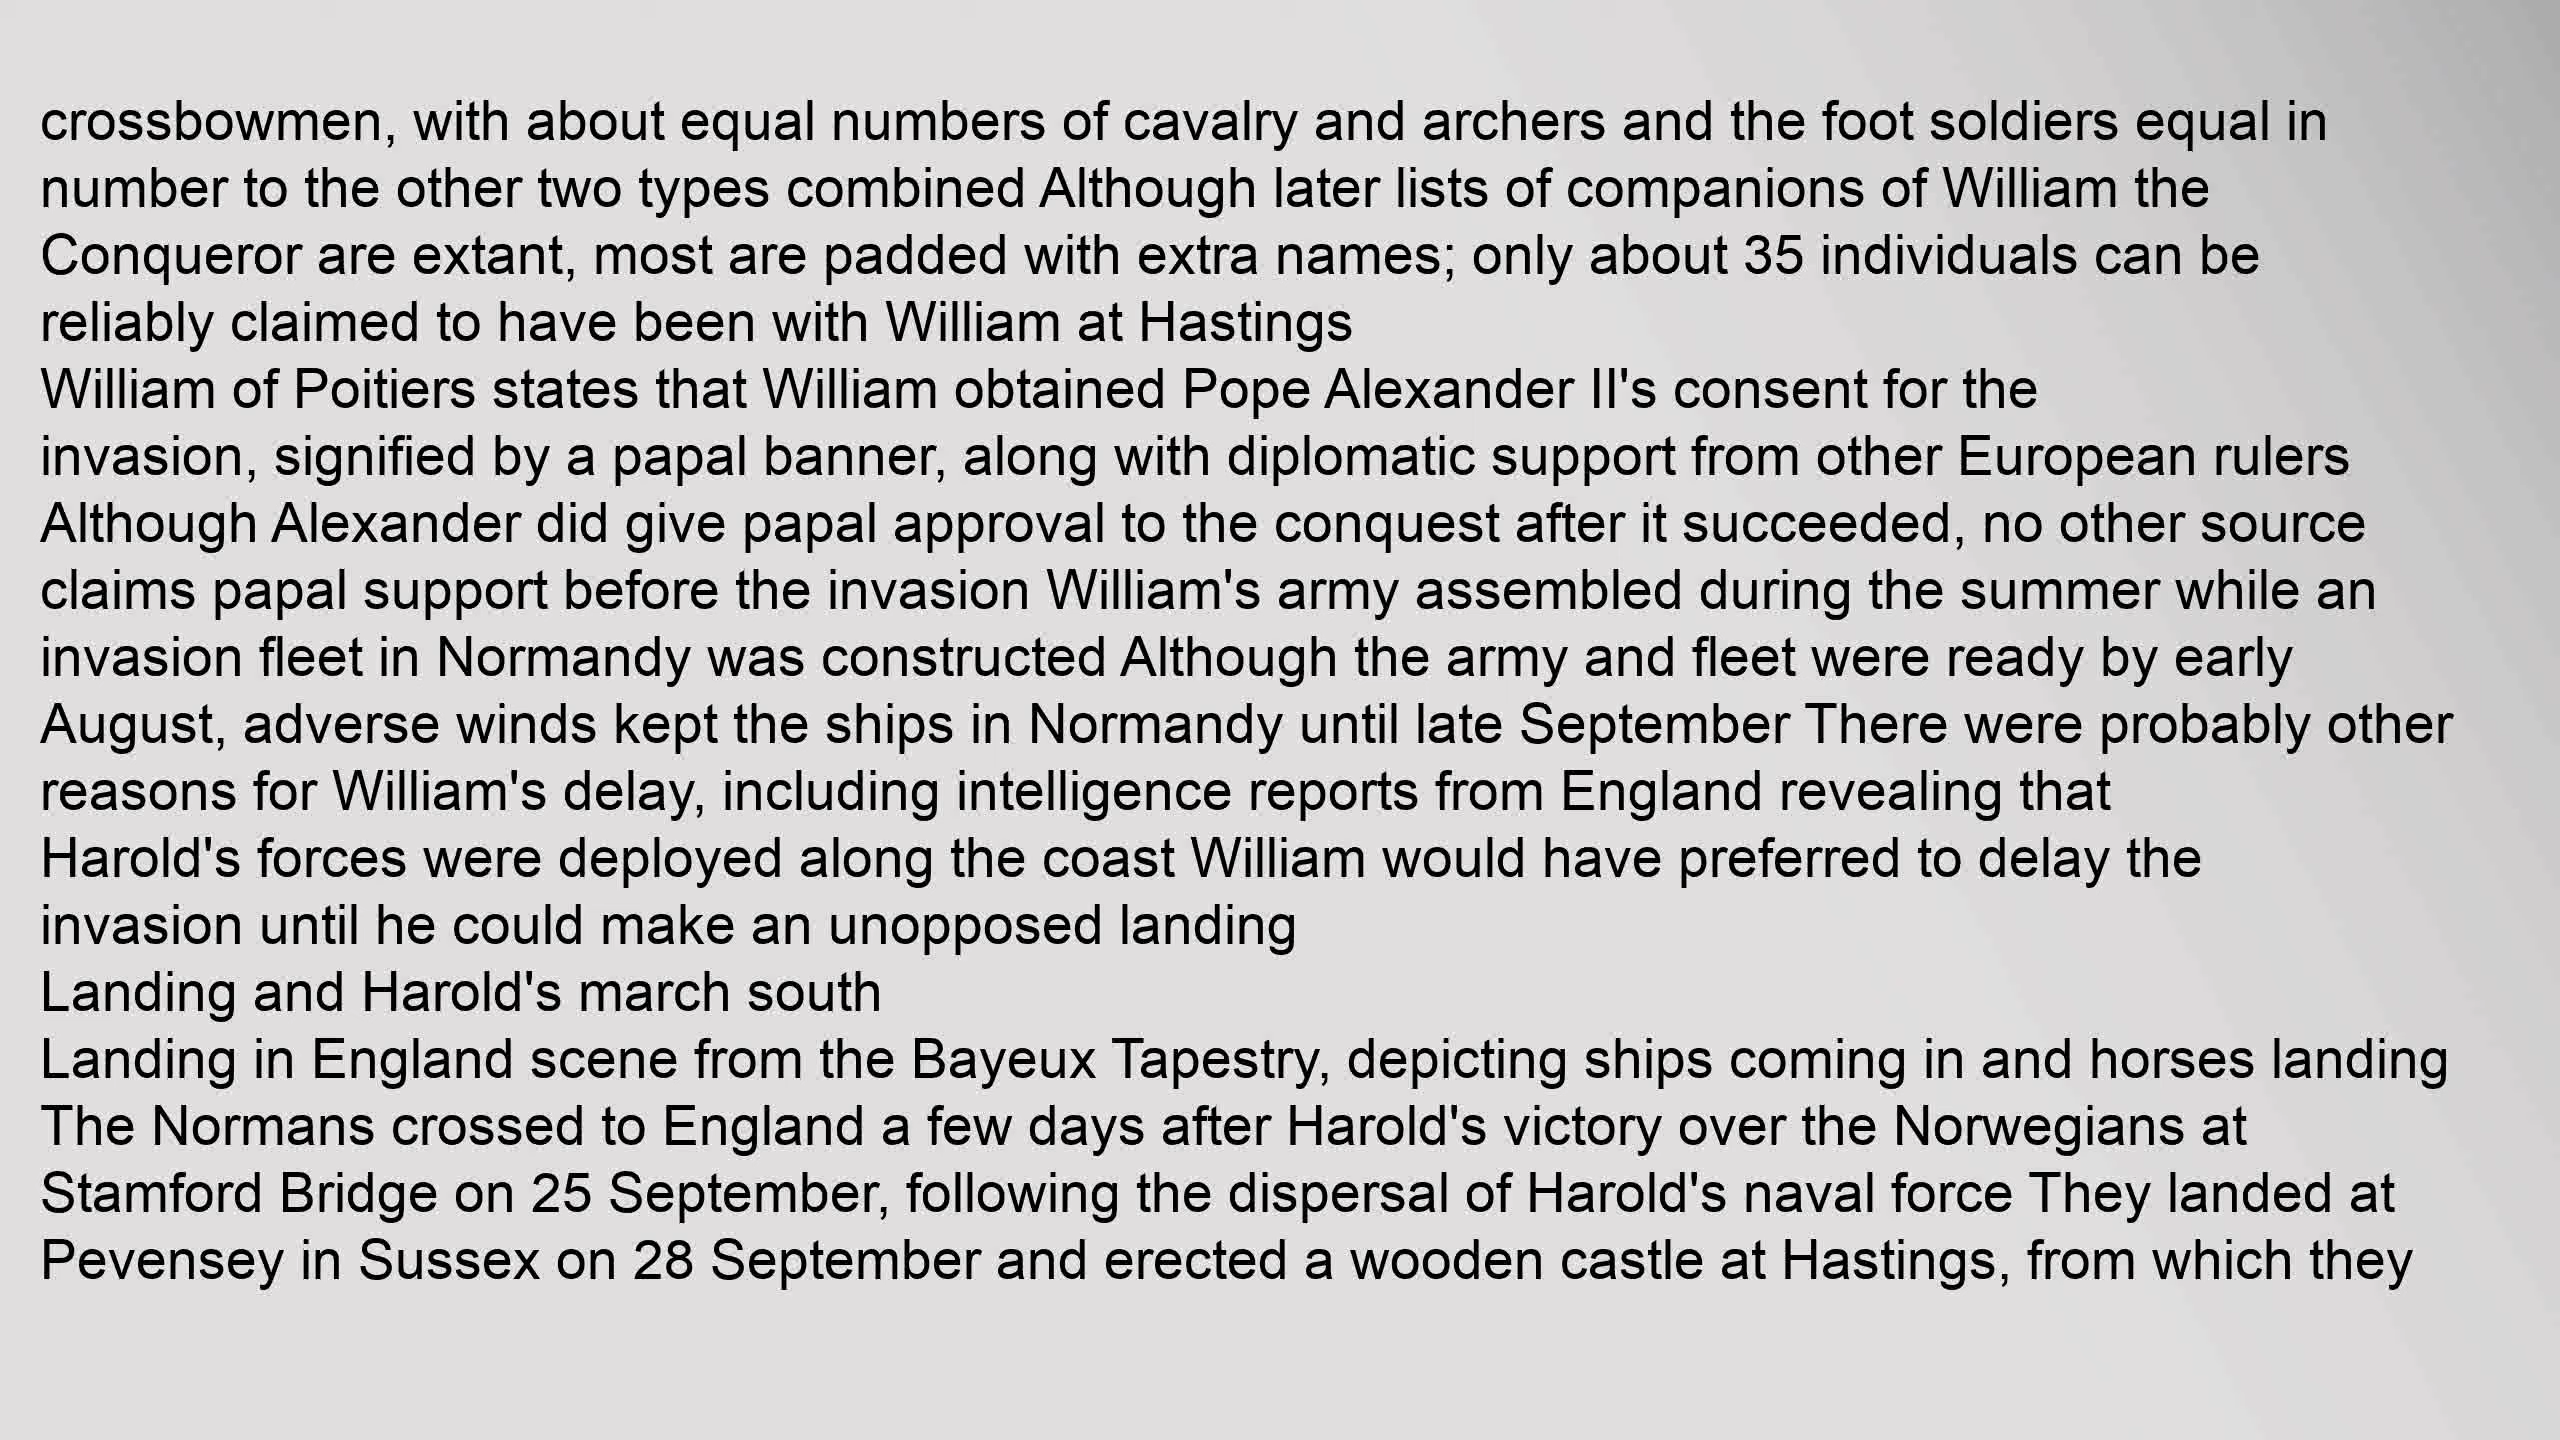 crossbowmen, with about equal numbers of cavalry and archers and the foot soldiers equal in
number to the other two types combined Although later lists of companions of William the
Conqueror are extant, most are padded with extra names; only about 35 individuals can be
reliably claimed to have been with William at Hastings
William of Poitiers states that William obtained Pope Alexander II's consent for the
invasion, signified by a papal banner, along with diplomatic support from other European rulers
Although Alexander did give papal approval to the conquest after it succeeded, no other source
claims papal support before the invasion William's army assembled during the summer while an
invasion fleet in Normandy was constructed Although the army and fleet were ready by early
August, adverse winds kept the ships in Normandy until late September There were probably other
reasons for William's delay, including intelligence reports from England revealing that
Harold's forces were deployed along the coast William would have preferred to delay the
invasion until he could make an unopposed landing
Landing and Harold's march south
Landing in England scene from the Bayeux Tapestry, depicting ships coming in and horses landing
The Normans crossed to England a few days after Harold's victory over the Norwegians at
Stamford Bridge on 25 September, following the dispersal of Harold's naval force They landed at
Pevensey in Sussex on 28 September and erected a wooden castle at Hastings, from which they